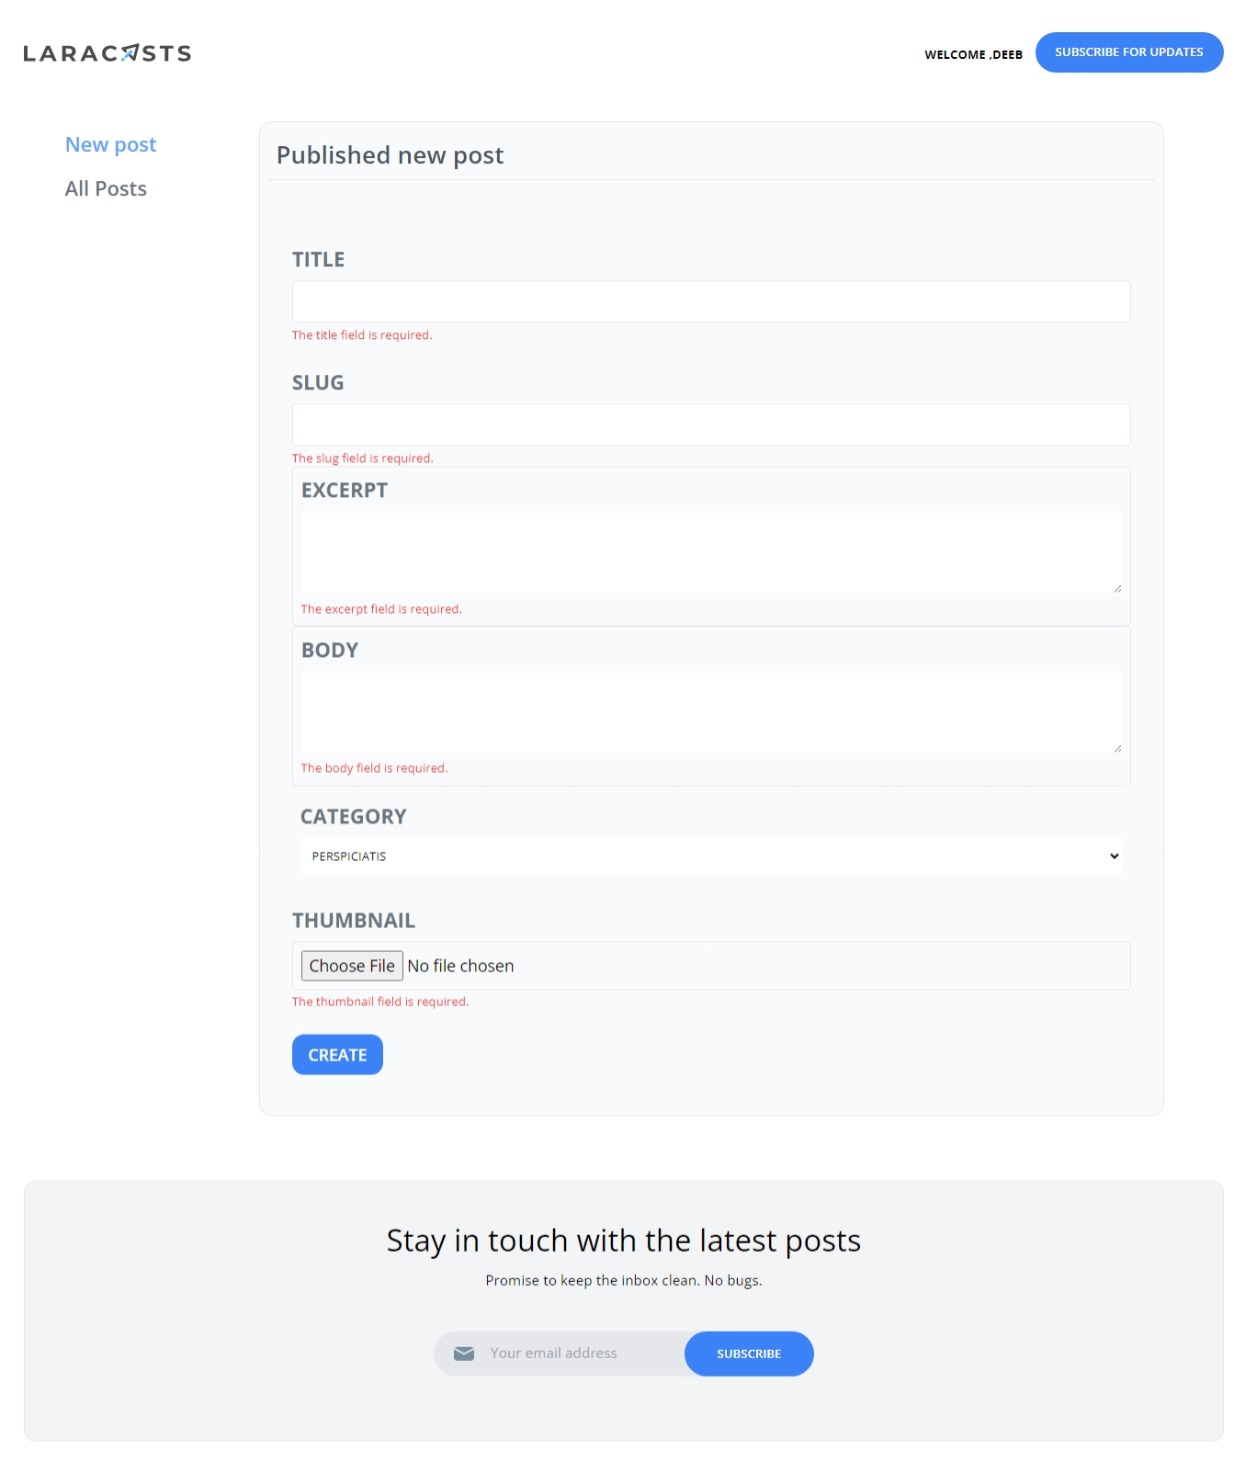 LARACASTS
WELCOME ,DEEB
SUBSCRIBE FOR UPDATES
New post
All Posts
Published new post
TITLE
The title field is required.
SLUG
The slug field is required.
EXCERPT
The excerpt field is required.
BODY
The body field is required.
CATEGORY
PERSPICIATIS
THUMBNAIL
Choose File No file chosen
The thumbnail field is required.
CREATE
Stay in touch with the latest posts
Promise to keep the inbox clean. No bugs.
Your email address
SUBSCRIBE